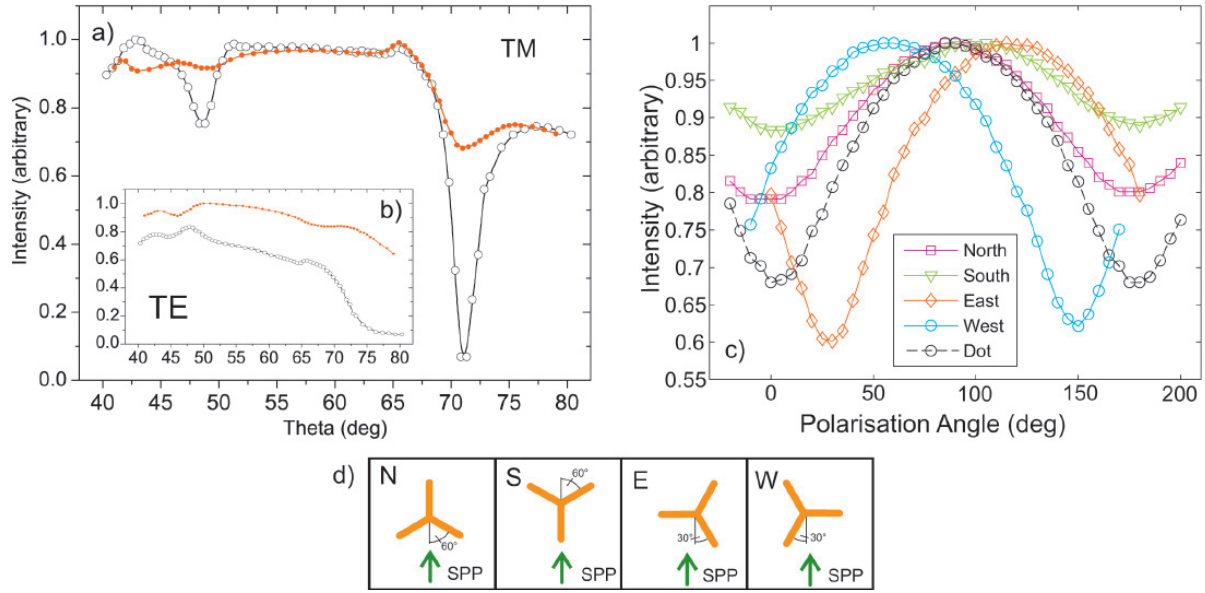 a)
TM
1.0
0.8
0.6
0.4
0.2
0.0
Intensity (arbitrary)
40 45 50 55 60 65 70 75 80
Theta (deg)
b)
TE
1.0
0.8
0.6
0.4
0.2
0.0
40 45 50 55 60 65 70 75 80
1
0.95
0.9
0.85
0.8
0.75
0.7
0.65
0.6
0.55
Intensity (arbitrary)
North
South
East
West
Dot
c)
0 50 100 150 200
Polarisation Angle (deg)
d)
N
60°
SPP
S
60°
SPP
E
30°
SPP
W
30°
SPP